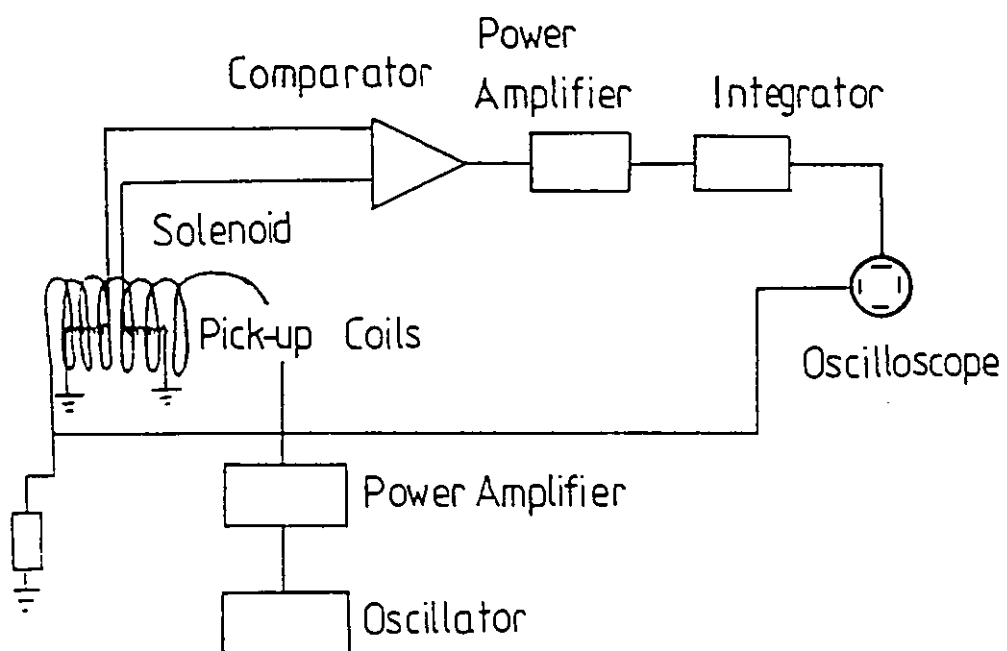 Power
Amplifier
Comparator
Integrator
Solenoid
Pick-up Coils
Oscilloscope
Power Amplifier
Oscillator